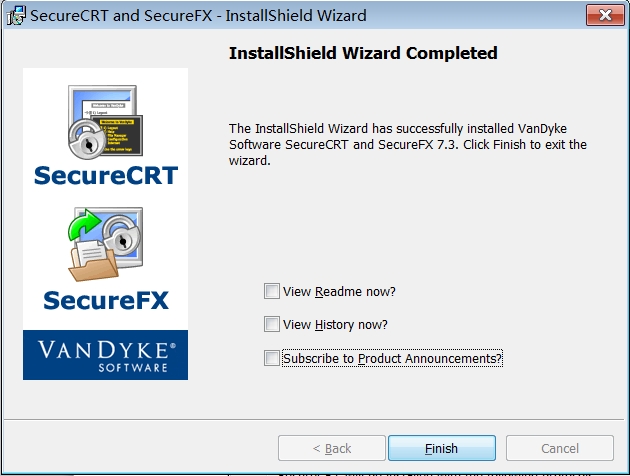 SecureCRT and SecureFX - InstallShield Wizard
InstallShield Wizard Completed
The InstallShield Wizard has successfully installed VanDyke
Software SecureCRT and SecureFX 7.3. Click Finish to exit the
wizard.
SecureCRT
SecureFX
VANDYKE®
SOFTWARE
View Readme now?
View History now?
Subscribe to Product Announcements?
< Back
Finish
Cancel